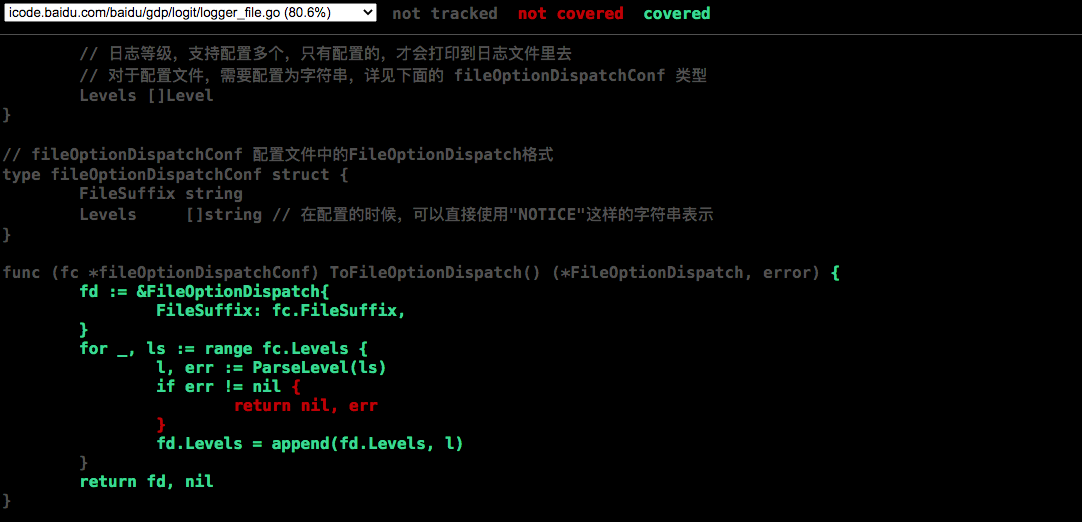 icode.baidu.com/baidu/gdp/logit/logger_file.go (80.6%) not tracked not covered covered
// 日志等级，支持配置多个，只有配置的，才会打印到日志文件里去
// 对于配置文件，需要配置为字符串，详见下面的 fileOptionDispatchConf 类型
Levels []Level
}
// fileOptionDispatchConf 配置文件中的FileOptionDispatch格式
type fileOptionDispatchConf struct {
FileSuffix string
Levels     []string // 在配置的时候，可以直接使用"NOTICE"这样的字符串表示
}
func (fc *fileOptionDispatchConf) ToFileOptionDispatch() (*FileOptionDispatch, error) {
fd := &FileOptionDispatch{
FileSuffix: fc.FileSuffix,
}
for _, ls := range fc.Levels {
l, err := ParseLevel(ls)
if err != nil {
return nil, err
}
fd.Levels = append(fd.Levels, l)
}
return fd, nil
}